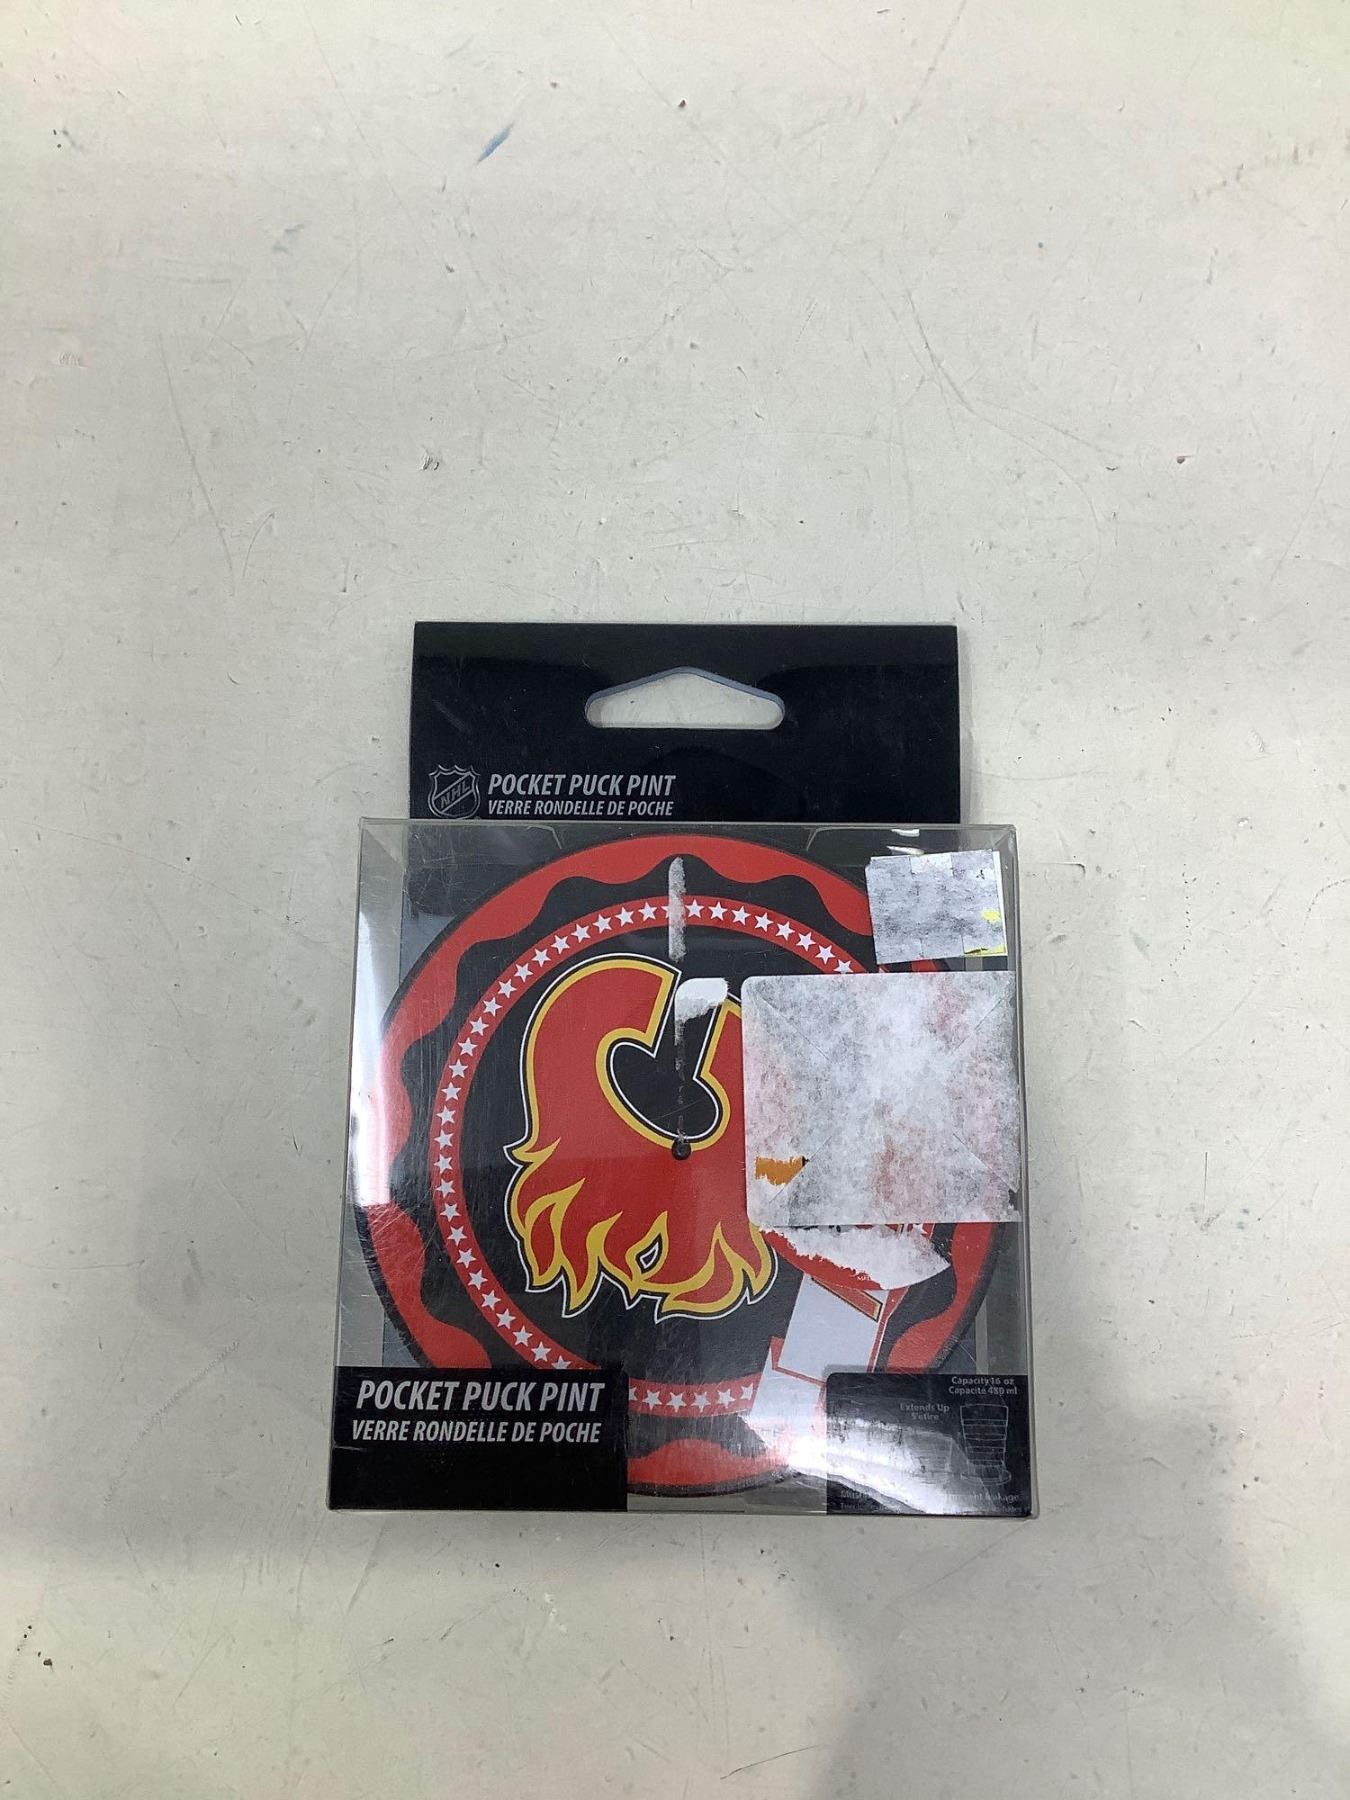 NHL
POCKET PUCK PINT
VERRE RONDELLE DE POCHE
POCKET PUCK PINT
VERRE RONDELLE DE POCHE
Capacity 16 oz
Capacité 480 ml
Extends Up
S'étire
leakage